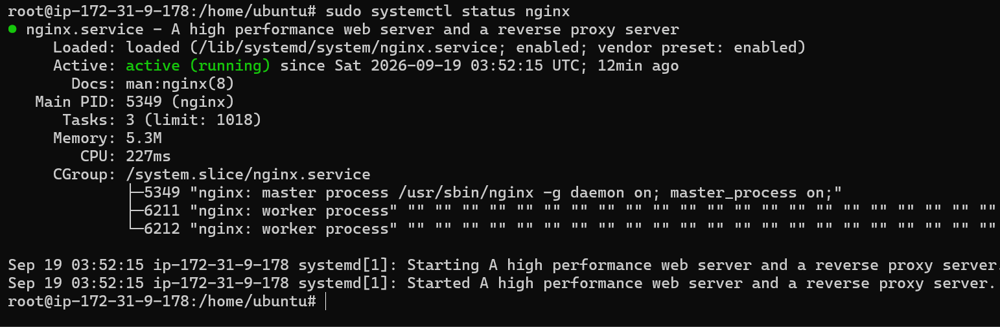 root@ip-172-31-9-178:/home/ubuntu# sudo systemctl status nginx
● nginx.service - A high performance web server and a reverse proxy server
     Loaded: loaded (/lib/systemd/system/nginx.service; enabled; vendor preset: enabled)
     Active: active (running) since Sat 2026-09-19 03:52:15 UTC; 12min ago
       Docs: man:nginx(8)
   Main PID: 5349 (nginx)
      Tasks: 3 (limit: 1018)
     Memory: 5.3M
        CPU: 227ms
     CGroup: /system.slice/nginx.service
             ├─5349 "nginx: master process /usr/sbin/nginx -g daemon on; master_process on;"
             ├─6211 "nginx: worker process" "" "" "" "" "" "" "" "" "" "" "" "" "" "" "" "" "" "" "" "" "" ""
             └─6212 "nginx: worker process" "" "" "" "" "" "" "" "" "" "" "" "" "" "" "" "" "" "" "" "" "" ""

Sep 19 03:52:15 ip-172-31-9-178 systemd[1]: Starting A high performance web server and a reverse proxy server.
Sep 19 03:52:15 ip-172-31-9-178 systemd[1]: Started A high performance web server and a reverse proxy server.
root@ip-172-31-9-178:/home/ubuntu#